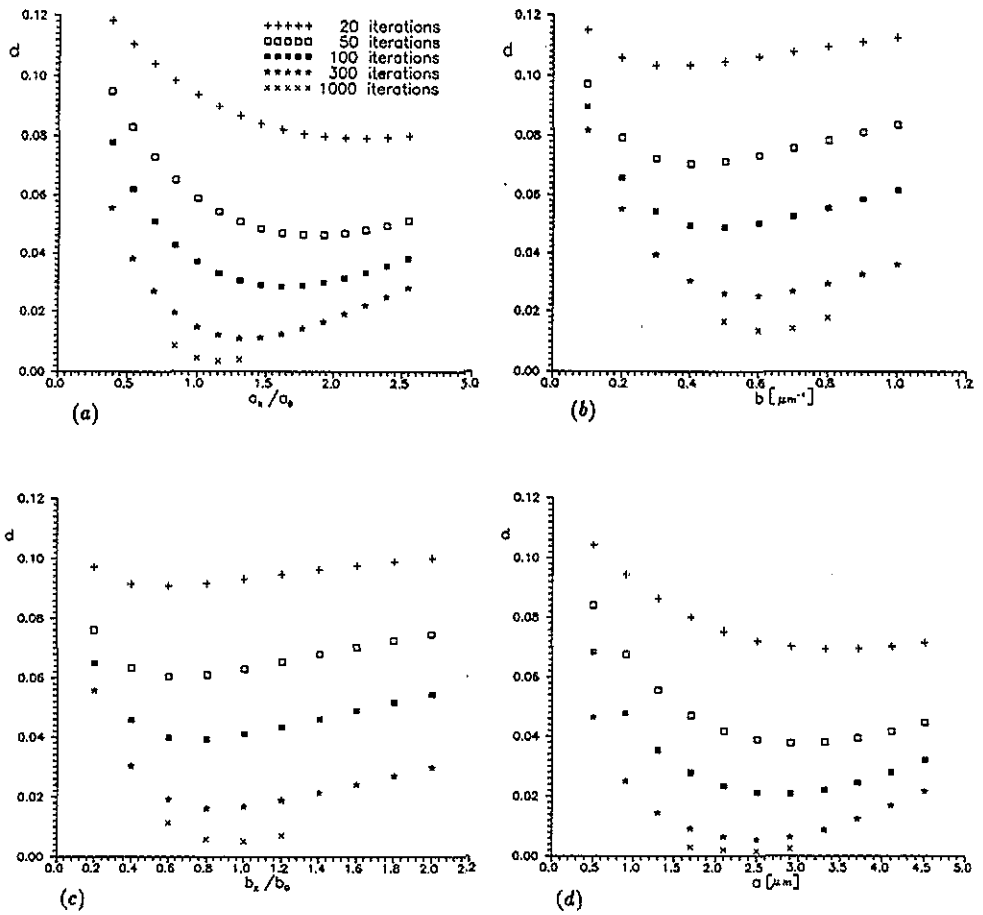 0.12
d
0.10
0.08
0.06
0.04
0.02
0.00
0.0 0.5 1.0 1.5 2.0 2.5 3.0
(a)
+ + + + + 20 iterations
50 iterations
100 iterations
300 iterations
× × × × × 1000 iterations
0.12
d
0.10
0.08
0.06
0.04
0.02
0.00
0.0 0.2 0.4 0.6 0.8 1.0 1.2
b [μm⁻¹]
(b)
0.12
d
0.10
0.08
0.06
0.04
0.02
0.00
0.0 0.2 0.4 0.6 0.8 1.0 1.2 1.4 1.6 1.8 2.0 2.2
(c)
0.12
d
0.10
0.08
0.06
0.04
0.02
0.00
0.0 0.5 1.0 1.5 2.0 2.5 3.0 3.5 4.0 4.5 5.0
a [μm]
(d)